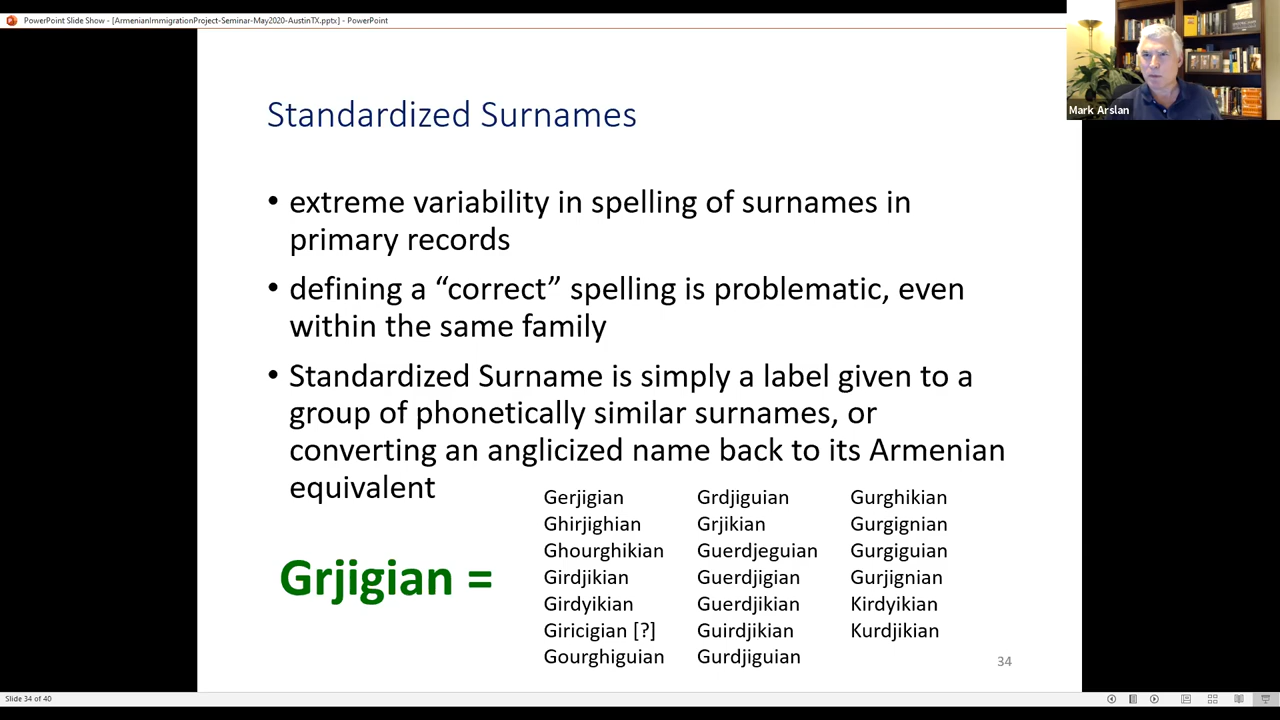 PowerPoint Slide Show - [ArmenianImmigrationProject-Seminar-May2020-AustinTX.pptx] - PowerPoint
Mark Arslan
Standardized Surnames
• extreme variability in spelling of surnames in
primary records
• defining a “correct” spelling is problematic, even
within the same family
• Standardized Surname is simply a label given to a
group of phonetically similar surnames, or
converting an anglicized name back to its Armenian
equivalent
Grjigian =
Gerjigian
Ghirjighian
Ghourghikian
Girdjikian
Girdyikian
Giricigian [?]
Gourghiguian
Grdjiguian
Grjikian
Guerdjeguian
Guerdjigian
Guerdjikian
Guirdjikian
Gurdjiguian
Gurghikian
Gurgignian
Gurgiguian
Gurjignian
Kirdyikian
Kurdjikian
34
Slide 34 of 40